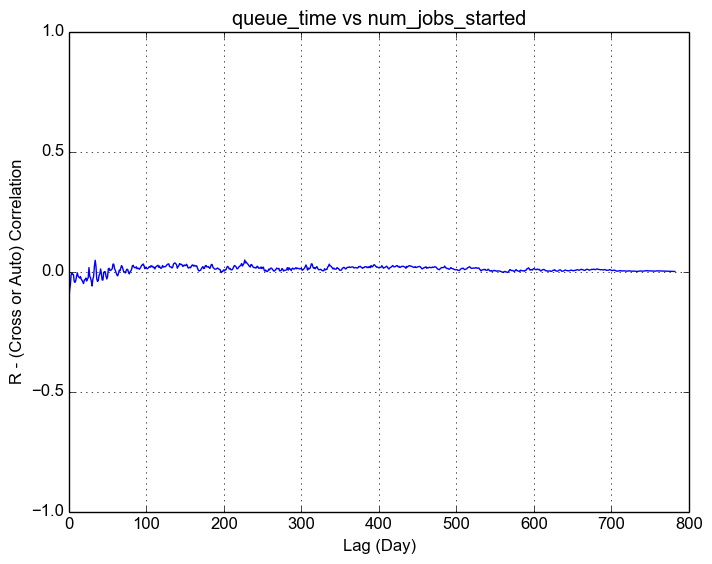 queue_time vs num_jobs_started
1.0
0.5
0.0
−0.5
−1.0
R - (Cross or Auto) Correlation
0 100 200 300 400 500 600 700 800
Lag (Day)